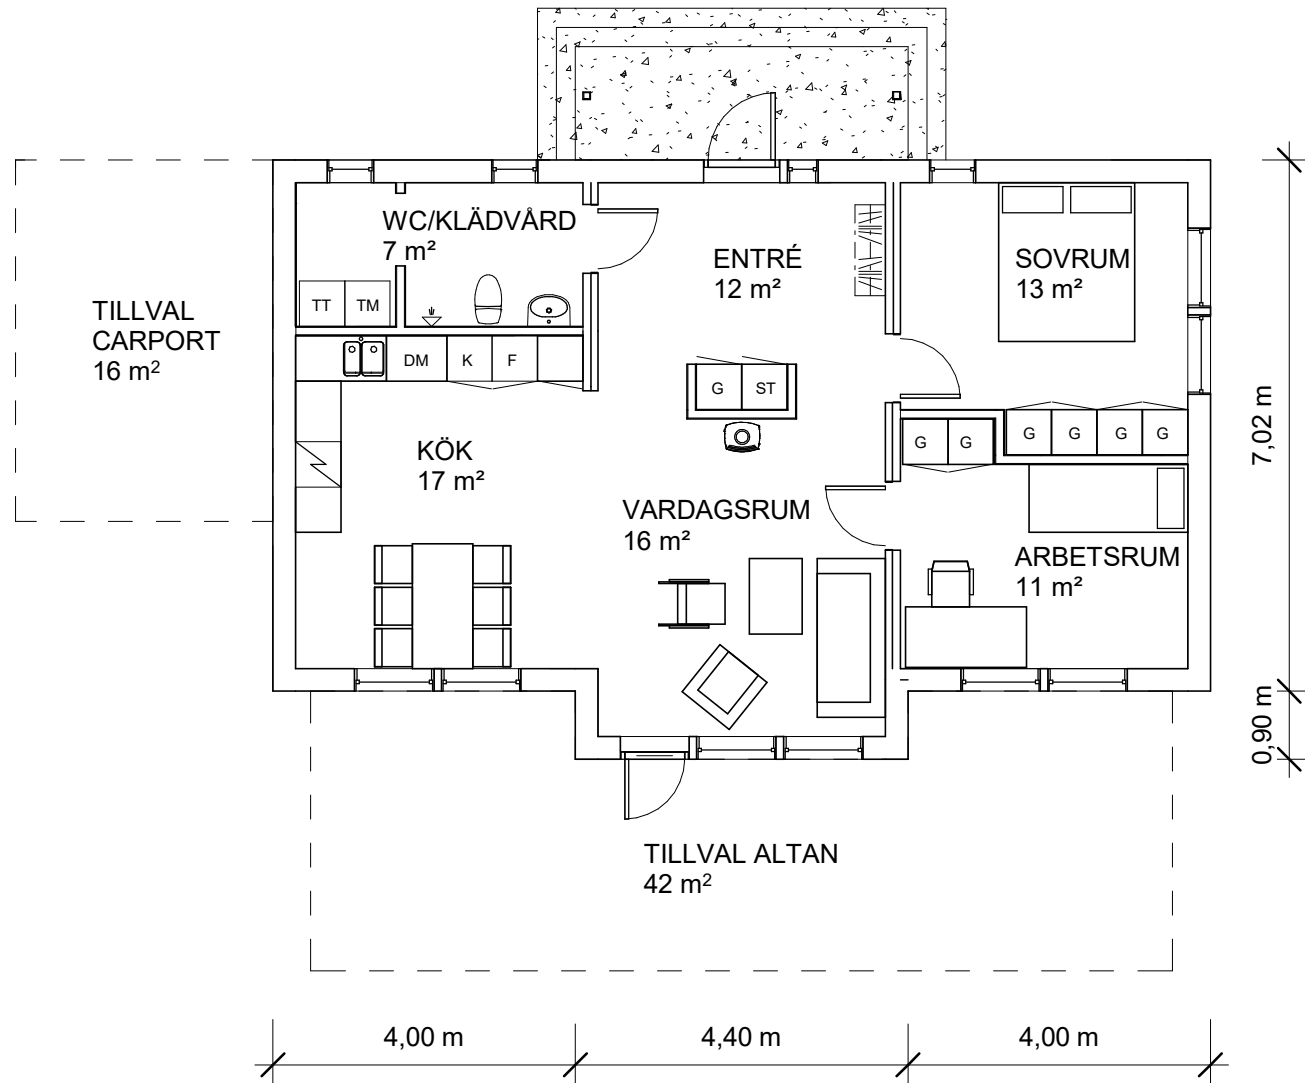 WC/KLÄDVÅRD
7 m²
ENTRÉ
12 m²
SOVRUM
13 m²
TILLVAL
CARPORT
16 m²
TT TM
DM K F
G ST
G G G G G G
KÖK
17 m²
VARDAGSRUM
16 m²
ARBETSRUM
11 m²
7,02 m
0,90 m
TILLVAL ALTAN
42 m²
4,00 m 4,40 m 4,00 m